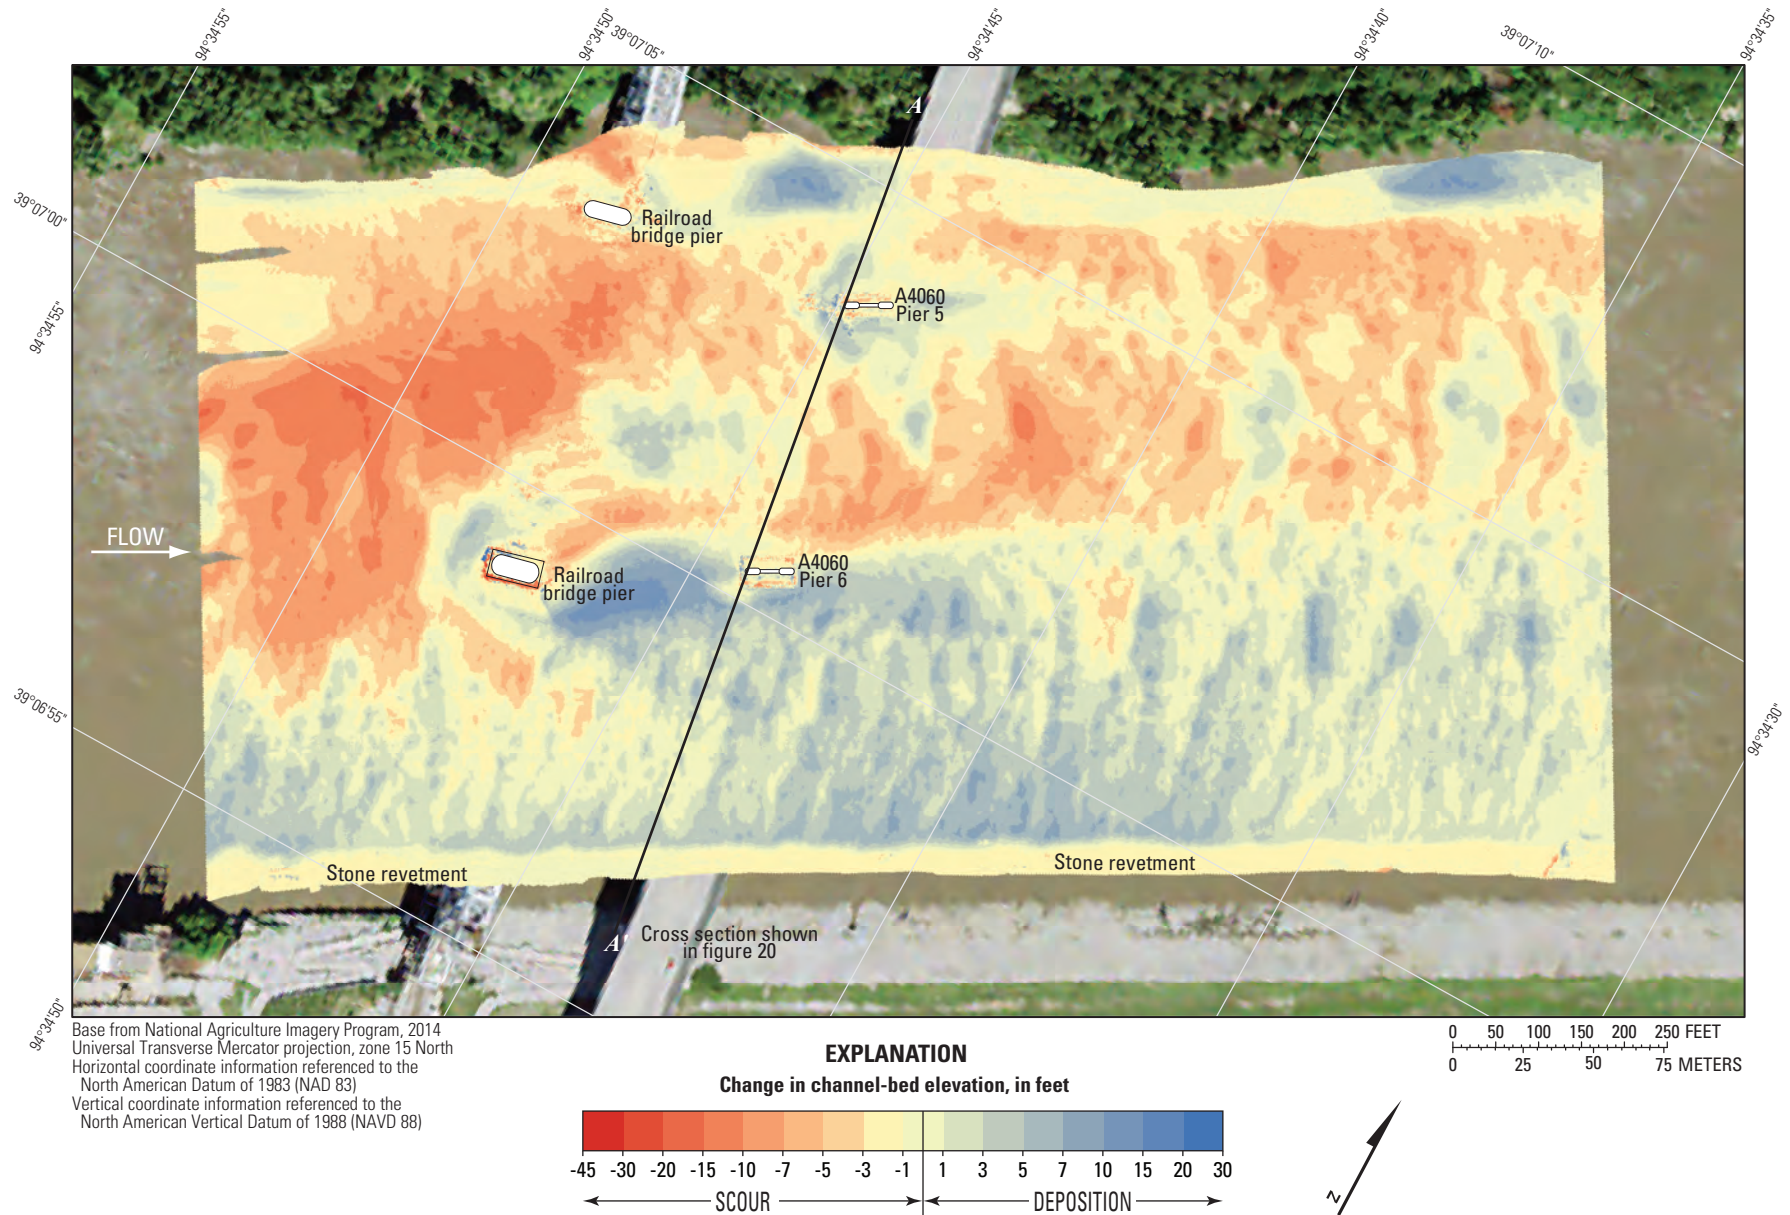 94°34'55"
94°34'50"
39°07'05"
94°34'45"
94°34'40"
39°07'10"
94°34'35"
A
39°07'00"
Railroad
bridge pier
A4060
Pier 5
94°34'55"
FLOW
A4060
Pier 6
Railroad
bridge pier
39°06'55"
94°34'30"
Stone revetment
Stone revetment
A'
Cross section shown
in figure 20
94°34'50"
Base from National Agriculture Imagery Program, 2014
Universal Transverse Mercator projection, zone 15 North
Horizontal coordinate information referenced to the
North American Datum of 1983 (NAD 83)
Vertical coordinate information referenced to the
North American Vertical Datum of 1988 (NAVD 88)
0 50 100 150 200 250 FEET
0 25 50 75 METERS
EXPLANATION
Change in channel-bed elevation, in feet
-45 -30 -20 -15 -10 -7 -5 -3 -1 1 3 5 7 10 15 20 30
SCOUR DEPOSITION
N